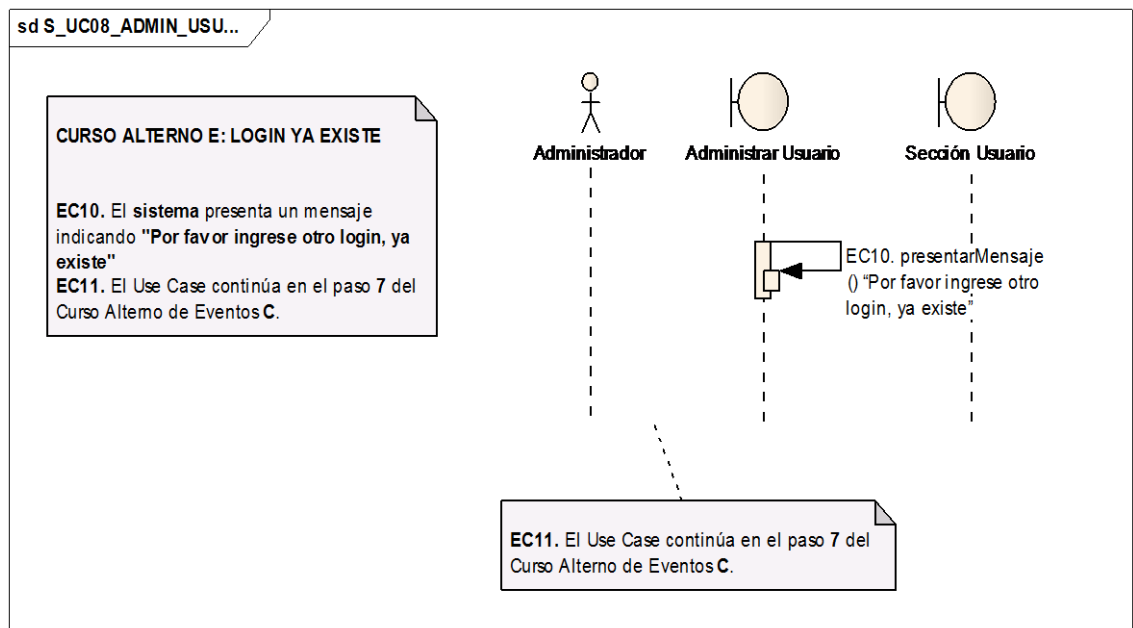 sd S_UC08_ADMIN_USU...
CURSO ALTERNO E: LOGIN YA EXISTE
EC10. El sistema presenta un mensaje
indicando "Por favor ingrese otro login, ya
existe"
EC11. El Use Case continúa en el paso 7 del
Curso Alterno de Eventos C.
Administrador
Administrar Usuario
Sección Usuario
EC10. presentarMensaje
() “Por favor ingrese otro
login, ya existe”
EC11. El Use Case continúa en el paso 7 del
Curso Alterno de Eventos C.